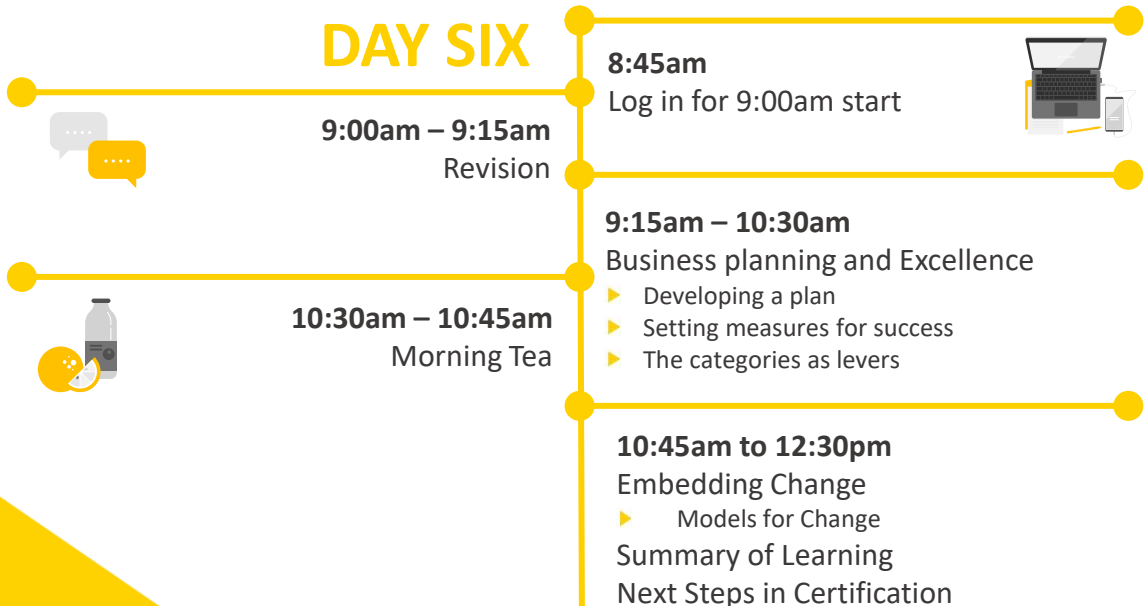 DAY SIX
8:45am
Log in for 9:00am start
9:00am – 9:15am
Revision
9:15am – 10:30am
Business planning and Excellence
Developing a plan
Setting measures for success
The categories as levers
10:30am – 10:45am
Morning Tea
10:45am to 12:30pm
Embedding Change
Models for Change
Summary of Learning
Next Steps in Certification